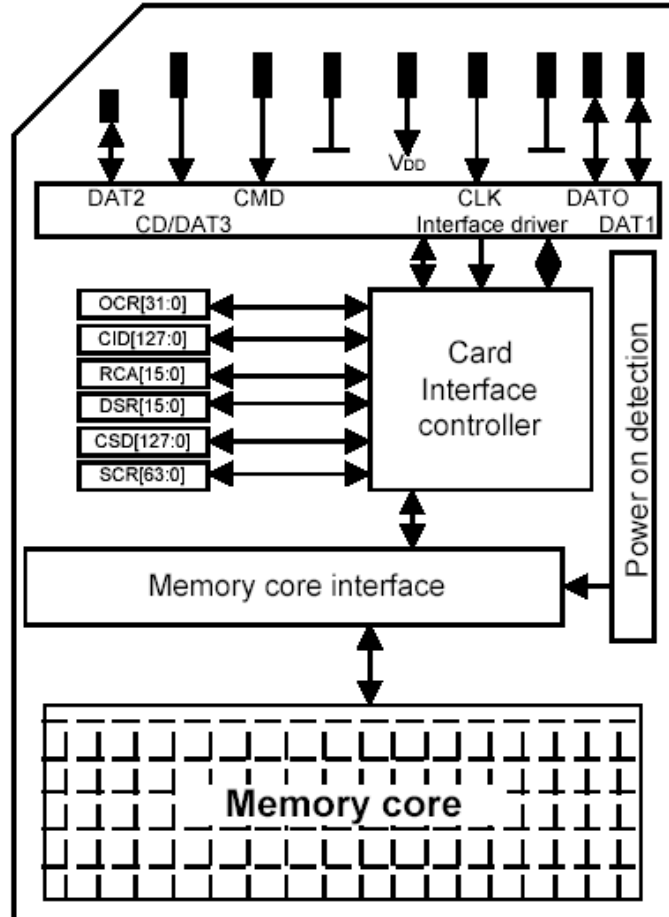 VDD
DAT2 CMD CLK DATO
CD/DAT3 Interface driver DAT1
OCR[31:0]
CID[127:0]
RCA[15:0]
DSR[15:0]
CSD[127:0]
SCR[63:0]
Card
Interface
controller
Power on detection
Memory core interface
Memory core